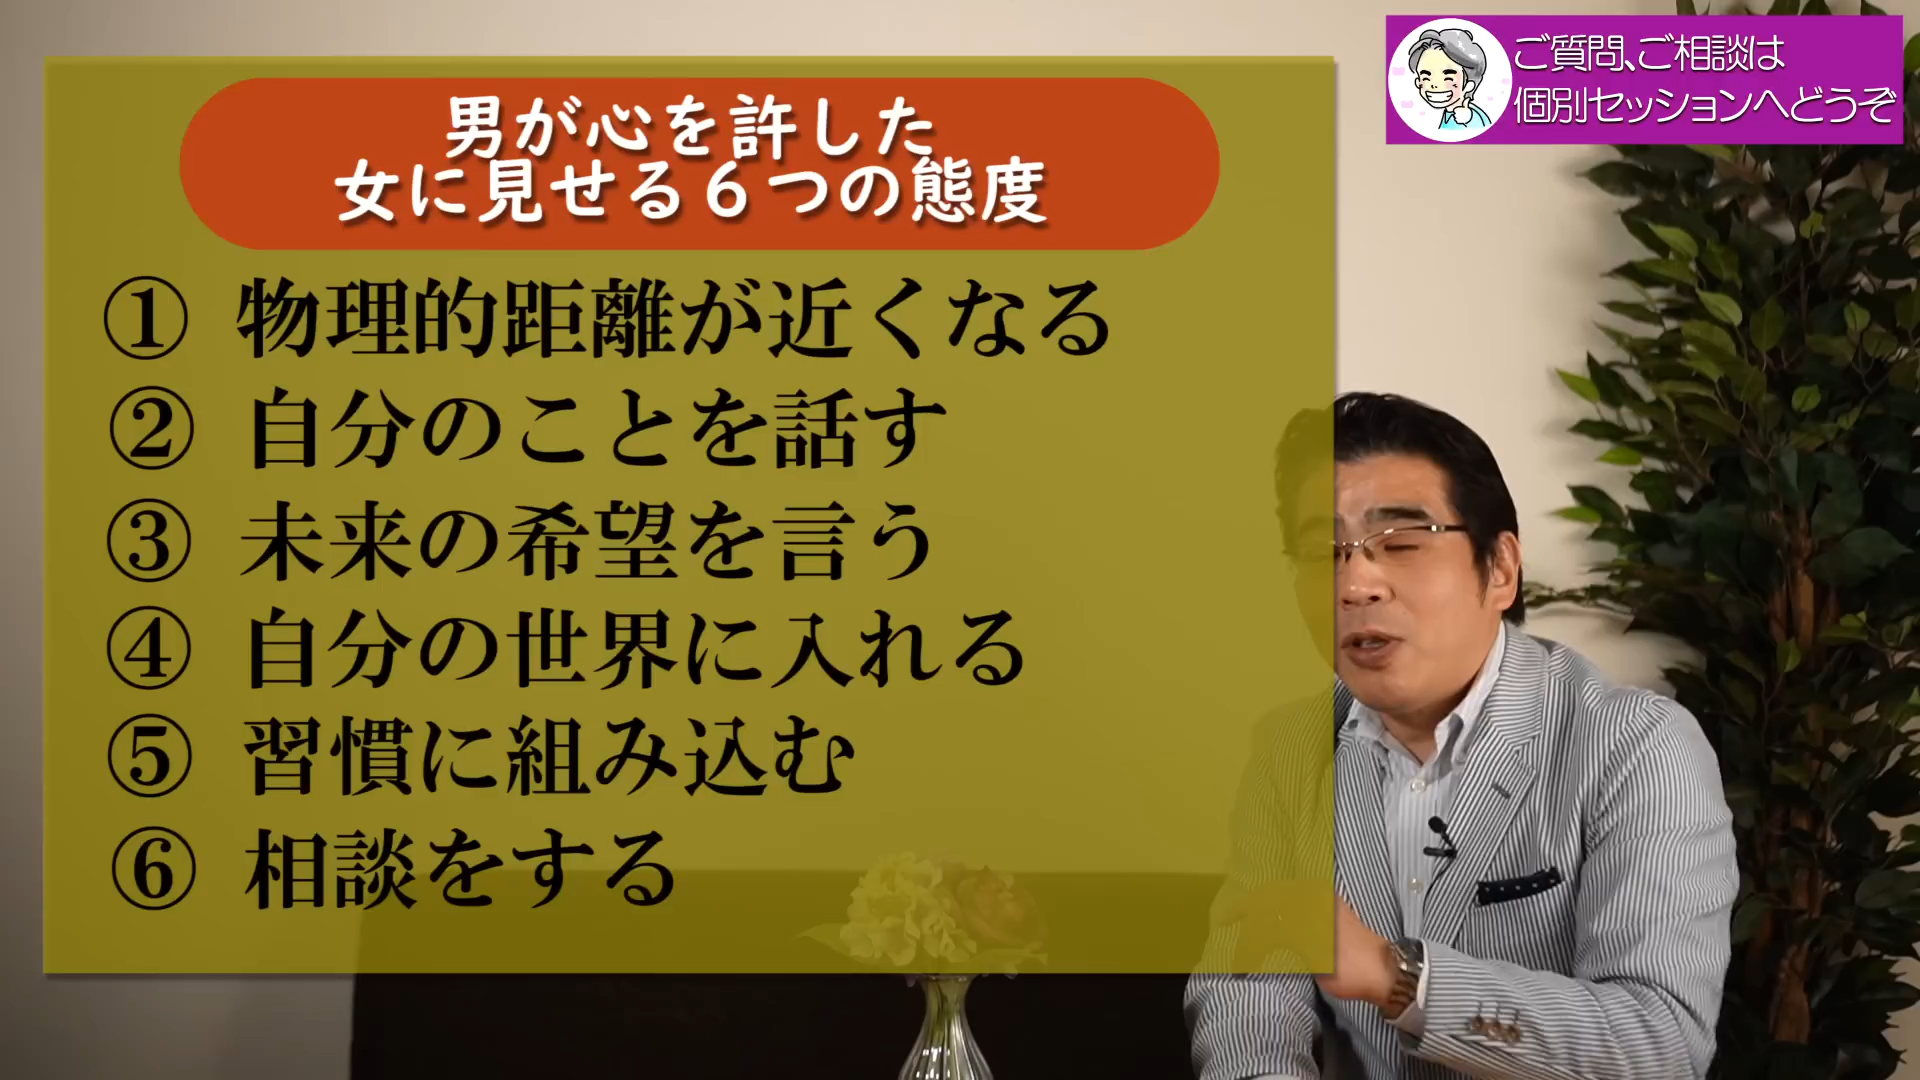 男が心を許した
女に見せる６つの態度
① 物理的距離が近くなる
② 自分のことを話す
③ 未来の希望を言う
④ 自分の世界に入れる
⑤ 習慣に組み込む
⑥ 相談をする
ご質問、ご相談は
個別セッションへどうぞ